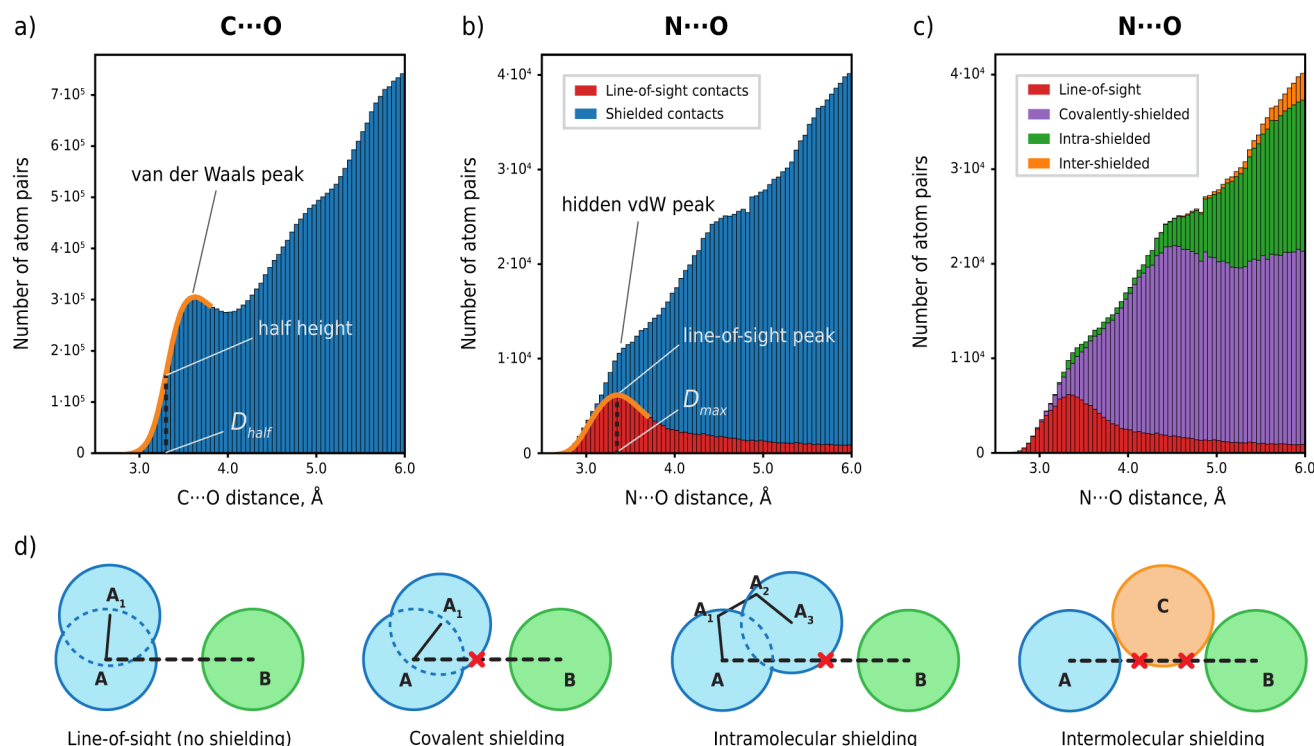 a)
C···O
Number of atom pairs
7·10⁵
6·10⁵
5·10⁵
4·10⁵
3·10⁵
2·10⁵
1·10⁵
0
van der Waals peak
half height
D_half
3.0
4.0
5.0
6.0
C···O distance, Å
b)
N···O
Number of atom pairs
4·10⁴
3·10⁴
2·10⁴
1·10⁴
0
Line-of-sight contacts
Shielded contacts
hidden vdW peak
line-of-sight peak
D_max
3.0
4.0
5.0
6.0
N···O distance, Å
c)
N···O
Number of atom pairs
4·10⁴
3·10⁴
2·10⁴
1·10⁴
0
Line-of-sight
Covalently-shielded
Intra-shielded
Inter-shielded
3.0
4.0
5.0
6.0
N···O distance, Å
d)
A₁
A
B
Line-of-sight (no shielding)
A₁
A
B
Covalent shielding
A₂
A₁
A₃
A
B
Intramolecular shielding
C
A
B
Intermolecular shielding